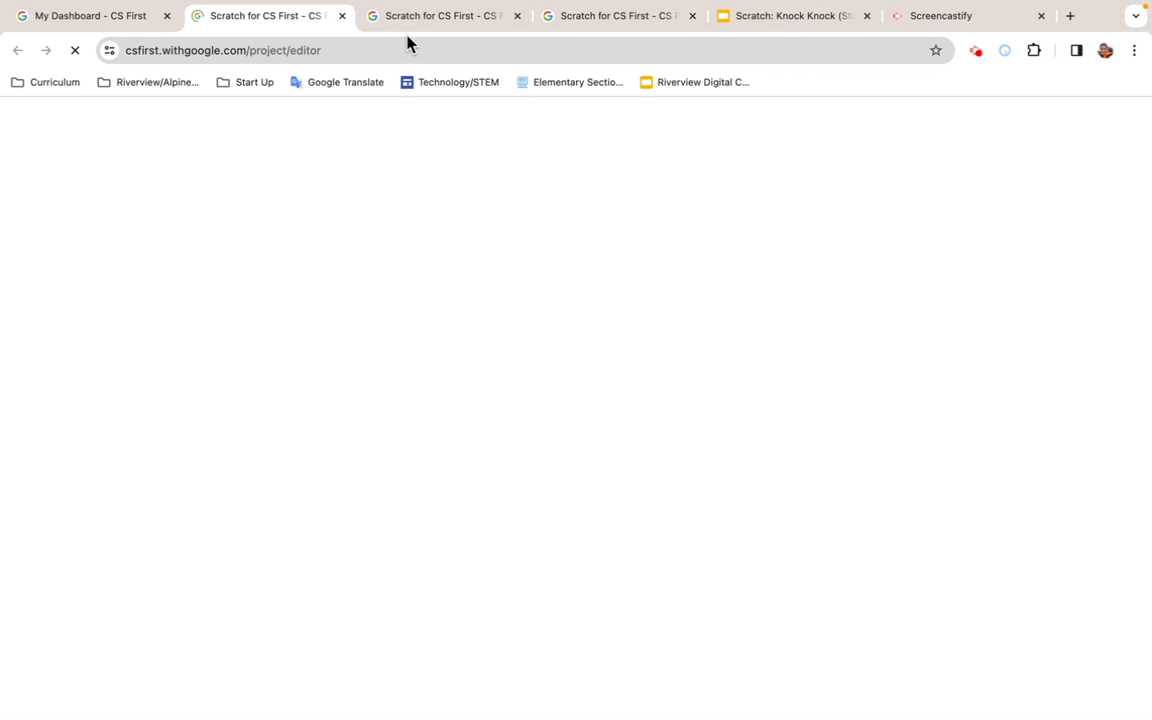 My Dashboard - CS First
Scratch for CS First - CS F
Scratch for CS First - CS F
Scratch for CS First - CS F
Scratch: Knock Knock (St
Screencastify
csfirst.withgoogle.com/project/editor
Curriculum
Riverview/Alpine...
Start Up
Google Translate
Technology/STEM
Elementary Sectio...
Riverview Digital C...